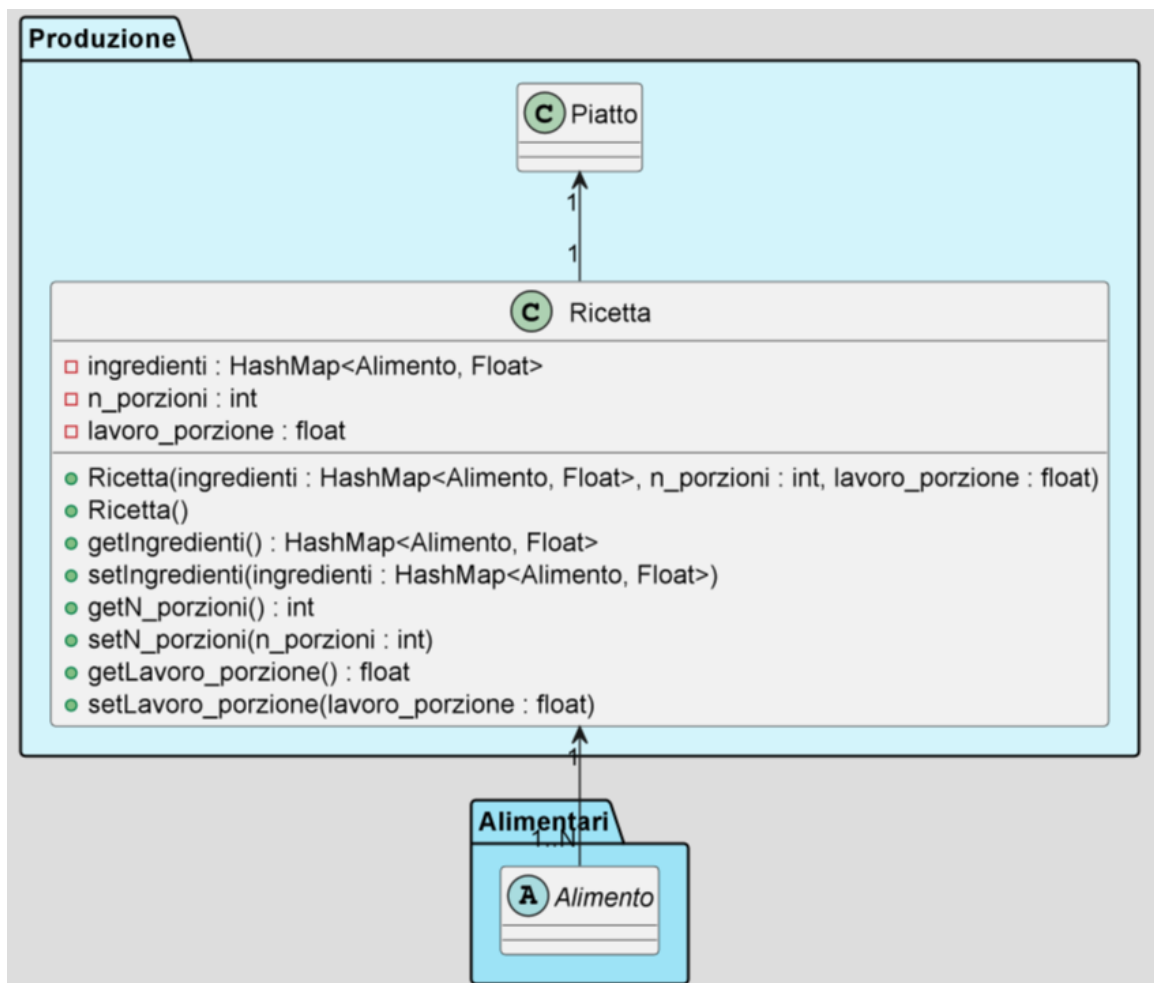 Produzione
C Piatto
1
1
C Ricetta
ingredienti : HashMap<Alimento, Float>
n_porzioni : int
lavoro_porzione : float
Ricetta(ingredienti : HashMap<Alimento, Float>, n_porzioni : int, lavoro_porzione : float)
Ricetta()
getIngredienti() : HashMap<Alimento, Float>
setIngredienti(ingredienti : HashMap<Alimento, Float>)
getN_porzioni() : int
setN_porzioni(n_porzioni : int)
getLavoro_porzione() : float
setLavoro_porzione(lavoro_porzione : float)
1
Alimentari
1..N
A Alimento